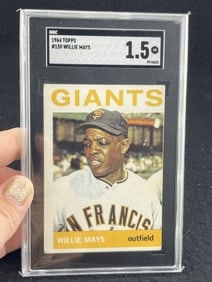 1964 TOPPS
#150 WILLIE MAYS
1.5
GIANTS
N FRANCIS
WILLIE MAYS
outfield